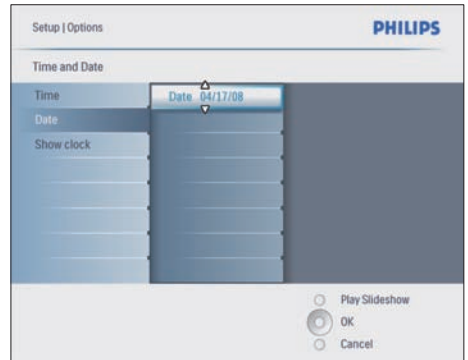 Setup | Options
PHILIPS
Time and Date
Time
Date 04/17/08
Date
Show clock
Play Slideshow
OK
Cancel